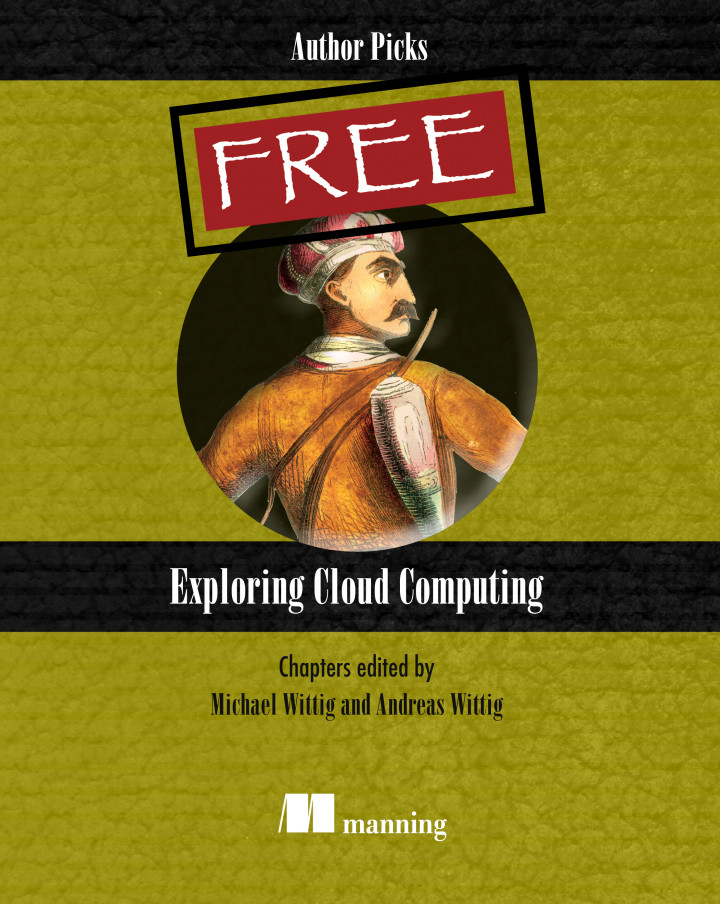 Author Picks
FREE
Exploring Cloud Computing
Chapters edited by
Michael Wittig and Andreas Wittig
manning